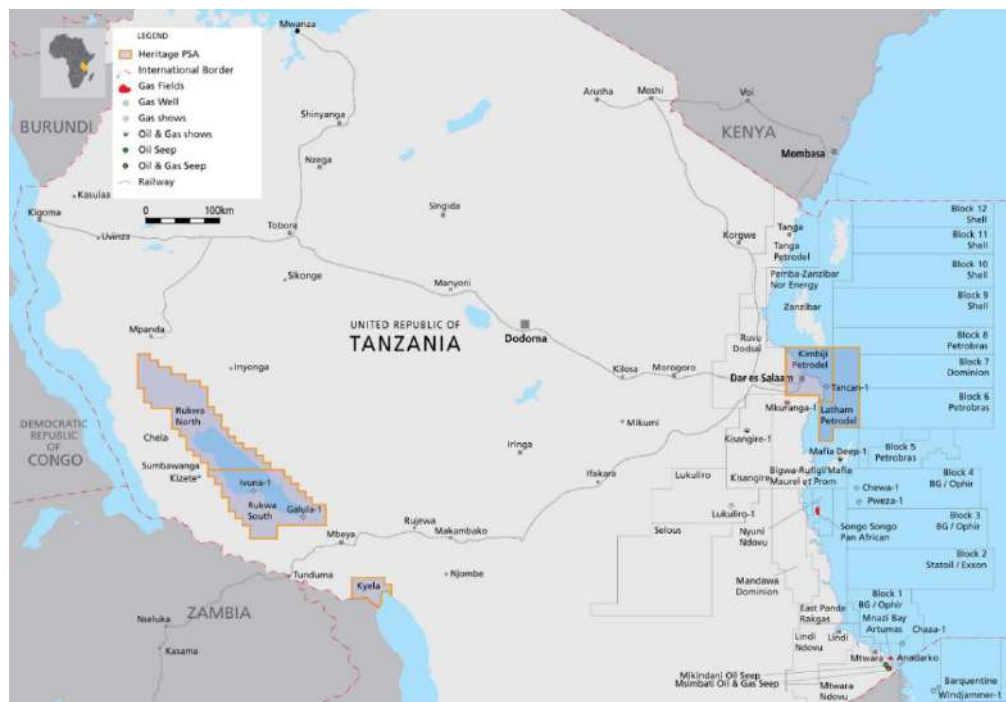 LEGEND
Heritage PSA
International Border
Gas Fields
Gas Well
Gas shows
Oil & Gas shows
Oil Seep
Oil & Gas Seep
Railway
0 100km
BURUNDI
Mwanza
Shinyanga
Nzega
Kasulaa
Kigoma
Uvinza
Tobora
Singida
Sikonge
Manyoni
Arusha
Moshi
Voi
KENYA
Mombasa
Korgwe
Tanga
Tanga
Petrodel
Pemba-Zanzibar
Nor Energy
Zanzibar
Block 12
Shell
Block 11
Shell
Block 10
Shell
Block 9
Shell
Block 8
Petrobras
Block 7
Dominion
Block 6
Petrobras
UNITED REPUBLIC OF
TANZANIA
Dodoma
Mpanda
Inyonga
Ruvu
Dodsal
Kimbiji
Petrodel
Kilosa
Morogoro
Dar es Salaam
Tancan-1
Latham
Petrodel
Mkuranga-1
Mikumi
Kisangire-1
Mafia Deep-1
Block 5
Petrobras
DEMOCRATIC
REPUBLIC
OF
CONGO
Rukwa
North
Chela
Sumbawanga
Kizete
Ivuna-1
Rukwa
South
Galula-1
Iringa
Ifakara
Lukuliro
Kisangire
Bigwa-Rufigi/Mafia
Maurel et Prom
Block 4
BG / Ophir
Chewa-1
Pweza-1
Lukuliro-1
Selous
Nyuni
Ndovu
Songo Songo
Pan African
Block 3
BG / Ophir
Block 2
Statoil / Exxon
Mbeya
Rujewa
Makambako
Njombe
Tunduma
Kyela
ZAMBIA
Nseluka
Kasama
Mandawa
Dominion
East Pande
Rakgas
Block 1
BG / Ophir
Mnazi Bay
Artumas
Chaza-1
Lindi
Ndovu
Lindi
Mtwara
Anadarko
Mikindani Oil Seep
Msimbati Oil & Gas Seep
Mtwara
Ndovu
Barquentine
Windjammer-1